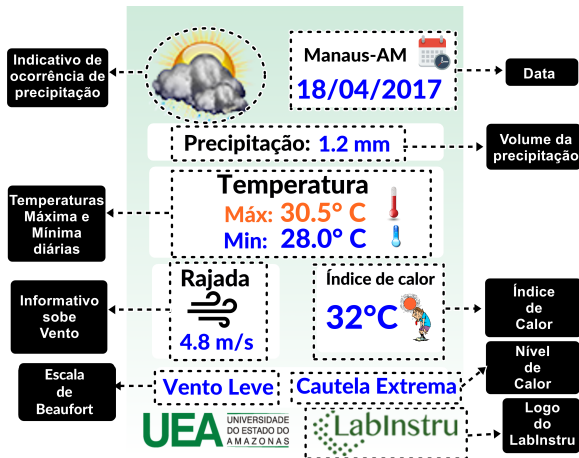 Indicativo de
ocorrência de
precipitação
Manaus-AM
18/04/2017
Data
Precipitação: 1.2 mm
Volume da
precipitação
Temperaturas
Máxima e
Mínima
diárias
Temperatura
Máx: 30.5° C
Min: 28.0° C
Informativo
sobe
Vento
Rajada
4.8 m/s
Índice de calor
32°C
Índice
de
Calor
Nível
de
Calor
Escala
de
Beaufort
Vento Leve
Cautela Extrema
UEA
UNIVERSIDADE
DO ESTADO DO
AMAZONAS
LabInstru
Logo
do
LabInstru